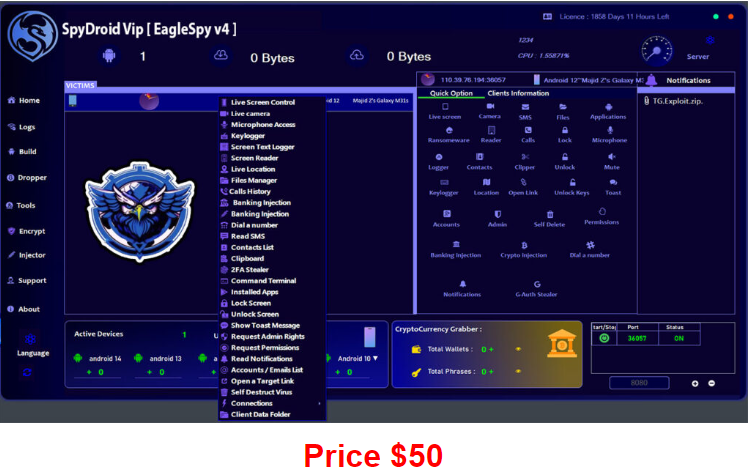 Licence : 1858 Days 11 Hours Left
SpyDroid Vip [ EagleSpy v4 ]
1
0 Bytes
0 Bytes
1234
CPU : 1.55871%
Server
VICTIMS
110.39.76.194:36057
Android 12
Majid Z's Galaxy M
Notifications
Quick Option
Clients Information
TG.Exploit.zip.
Home
Logs
Build
Dropper
Tools
Encrypt
Injector
Support
About
Language
Majid Z's Galaxy M31s
Live Screen Control
Live camera
Microphone Access
Keylogger
Screen Text Logger
Screen Reader
Live Location
Files Manager
Calls History
Banking Injection
Banking Injection
Dial a number
Read SMS
Contacts List
Clipboard
2FA Stealer
Command Terminal
Installed Apps
Lock Screen
Unlock Screen
Show Toast Message
Request Admin Rights
Request Permissions
Read Notifications
Accounts / Emails List
Open a Target Link
Self Destruct Virus
Connections
Client Data Folder
Live screen Camera SMS Files Applications
Ransomeware Reader Calls Lock Microphone
Logger Contacts Clipper Unlock Mute
Keylogger Location Open Link Unlock Keys Toast
Accounts Admin Self Delete Permissions
Banking Injection Crypto Injection Dial a number
Notifications G-Auth Stealer
Active Devices 1 U
android 14 android 13 Android 10
+ 0 + 0 + 0
CryptoCurrency Grabber :
Total Wallets : 0 +
Total Phrases : 0 +
tart/Stop Port Status
36057 ON
8080
Price $50